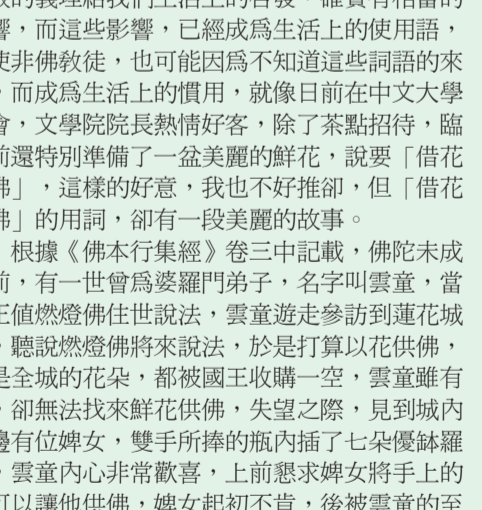 的義理給我們生活上的啓發，確實有相當的
響，而這些影響，已經成爲生活上的使用語，
使非佛教徒，也可能因爲不知道這些詞語的來
，而成爲生活上的慣用，就像日前在中文大學
會，文學院院長熱情好客，除了茶點招待，臨
前還特別準備了一盆美麗的鮮花，說要「借花
佛」，這樣的好意，我也不好推卻，但「借花
佛」的用詞，卻有一段美麗的故事。
根據《佛本行集經》卷三中記載，佛陀未成
前，有一世曾爲婆羅門弟子，名字叫雲童，當
正值燃燈佛住世說法，雲童遊走參訪到蓮花城
，聽說燃燈佛將來說法，於是打算以花供佛，
是全城的花朵，都被國王收購一空，雲童雖有
，卻無法找來鮮花供佛，失望之際，見到城內
邊有位婢女，雙手所捧的瓶內插了七朵優缽羅
，雲童內心非常歡喜，上前懇求婢女將手上的
可以讓他供佛，婢女起初不肯，後被雲童的至